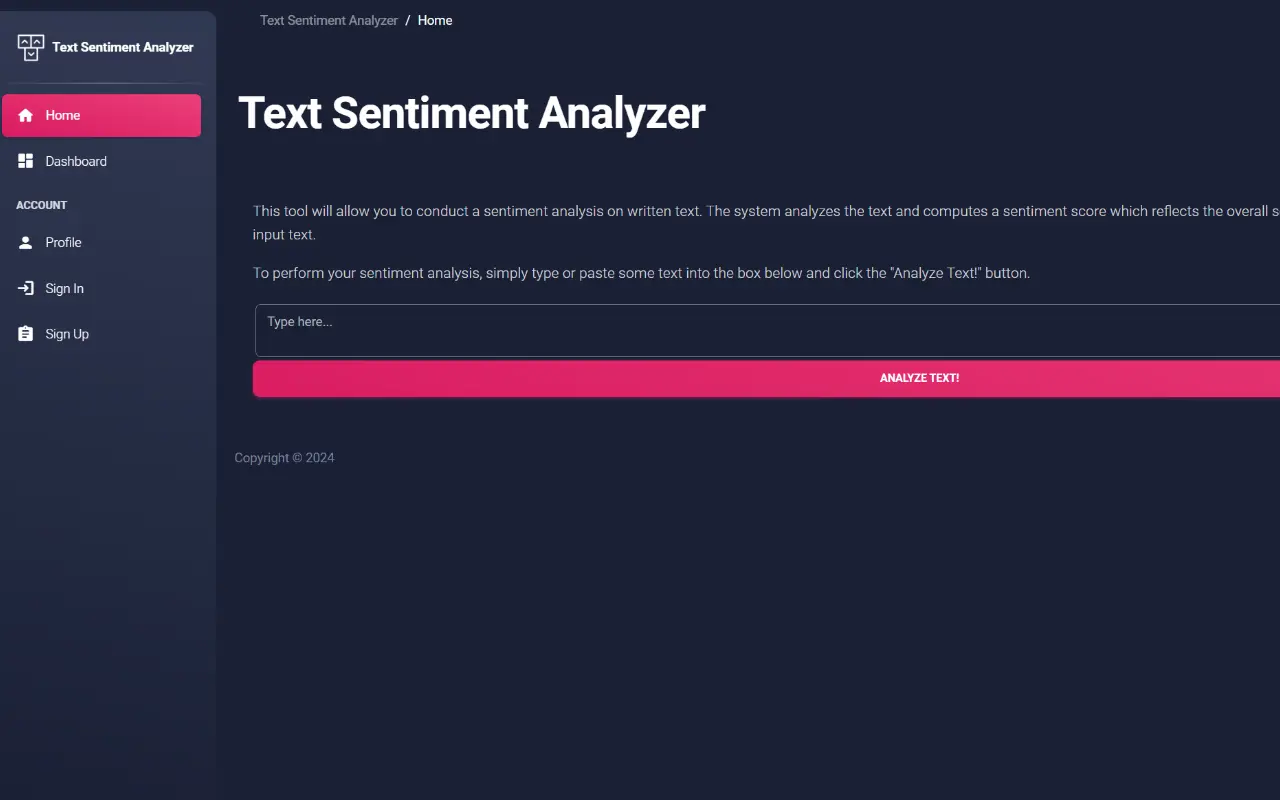 Text Sentiment Analyzer / Home
Text Sentiment Analyzer
Home
Dashboard
ACCOUNT
Profile
Sign In
Sign Up
Text Sentiment Analyzer
This tool will allow you to conduct a sentiment analysis on written text. The system analyzes the text and computes a sentiment score which reflects the overall
input text.
To perform your sentiment analysis, simply type or paste some text into the box below and click the "Analyze Text!" button.
Type here...
ANALYZE TEXT!
Copyright © 2024